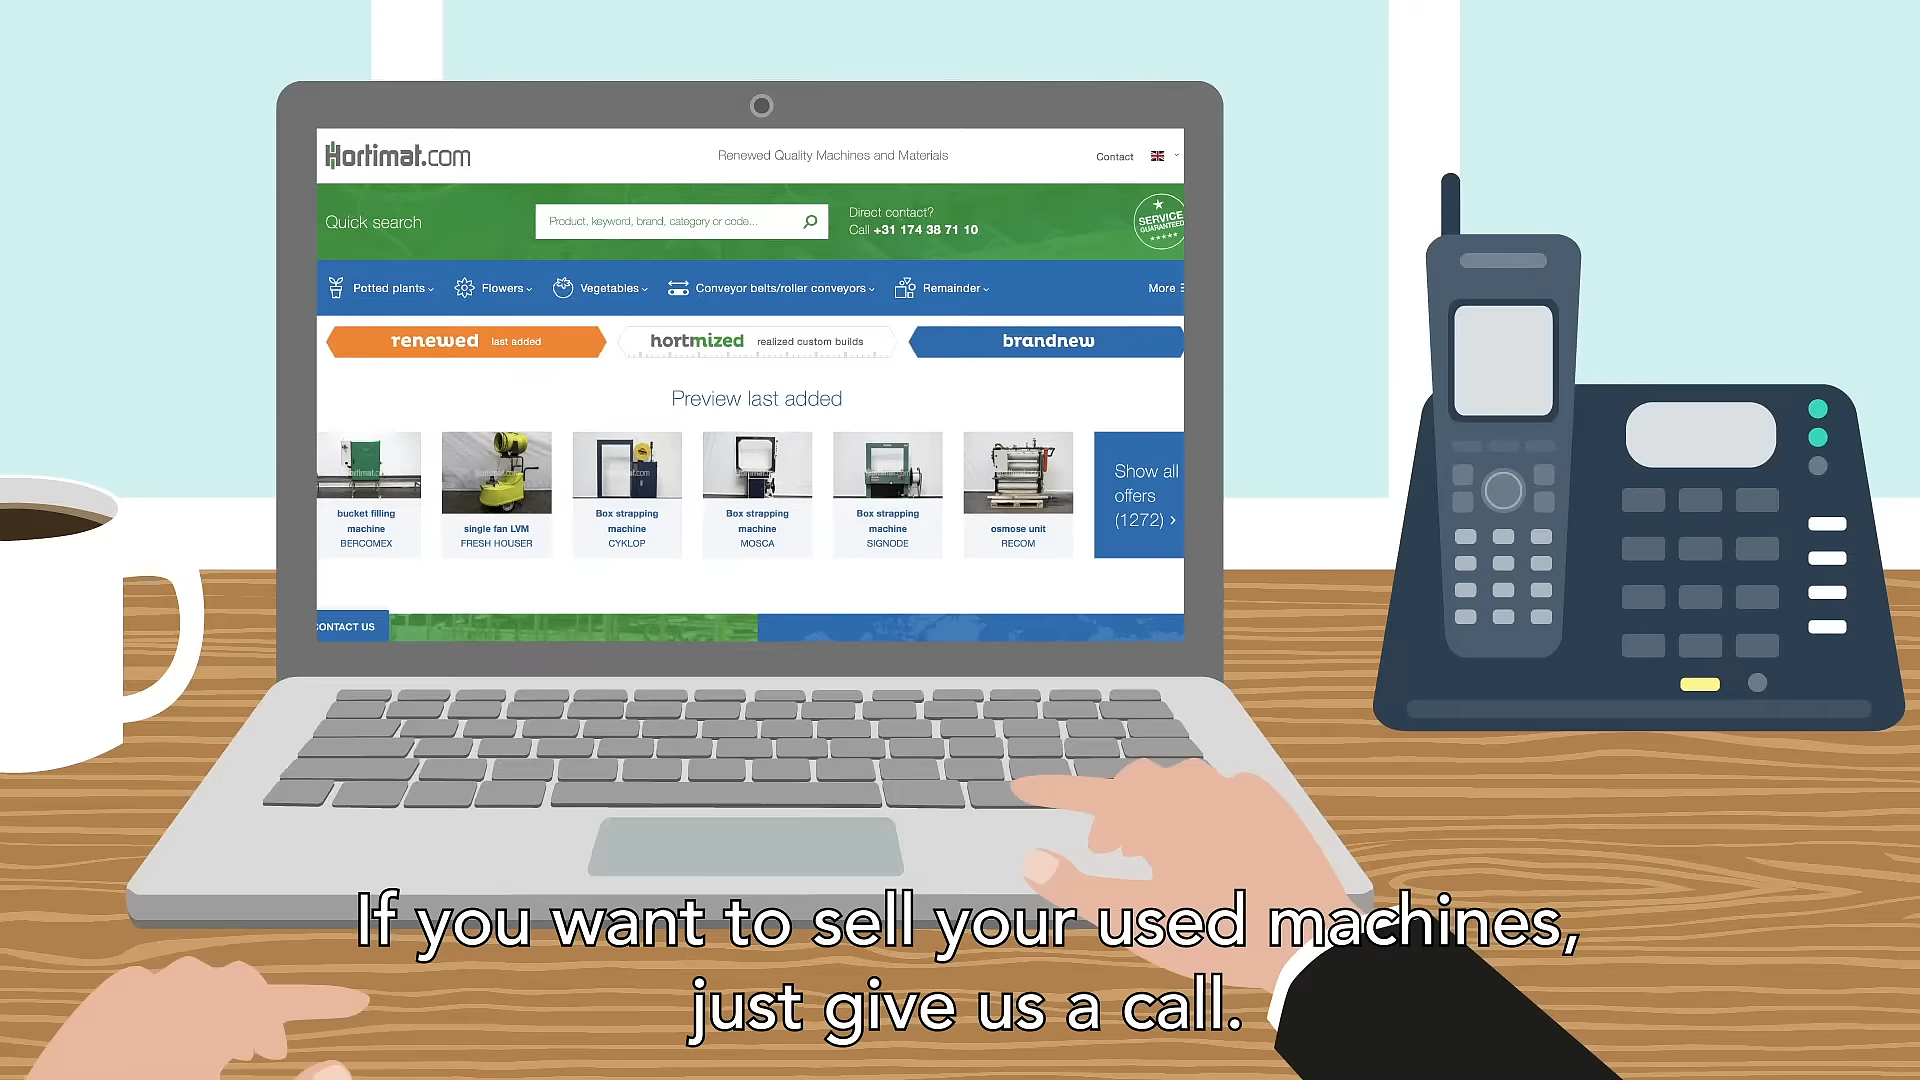 Hortimat.com
Renewed Quality Machines and Materials
Contact
Quick search
Product, keyword, brand, category or code...
Direct contact?
Call +31 174 38 71 10
SERVICE
GUARANTEED
Potted plants
Flowers
Vegetables
Conveyor belts/roller conveyors
Remainder
More
renewed last added
hortmized realized custom builds
brandnew
Preview last added
bucket filling
machine
BERCOMEX
single fan LVM
FRESH HOUSER
Box strapping
machine
CYKLOP
Box strapping
machine
MOSCA
Box strapping
machine
SIGNODE
osmose unit
RECOM
Show all
offers
(1272)
CONTACT US
If you want to sell your used machines,
just give us a call.